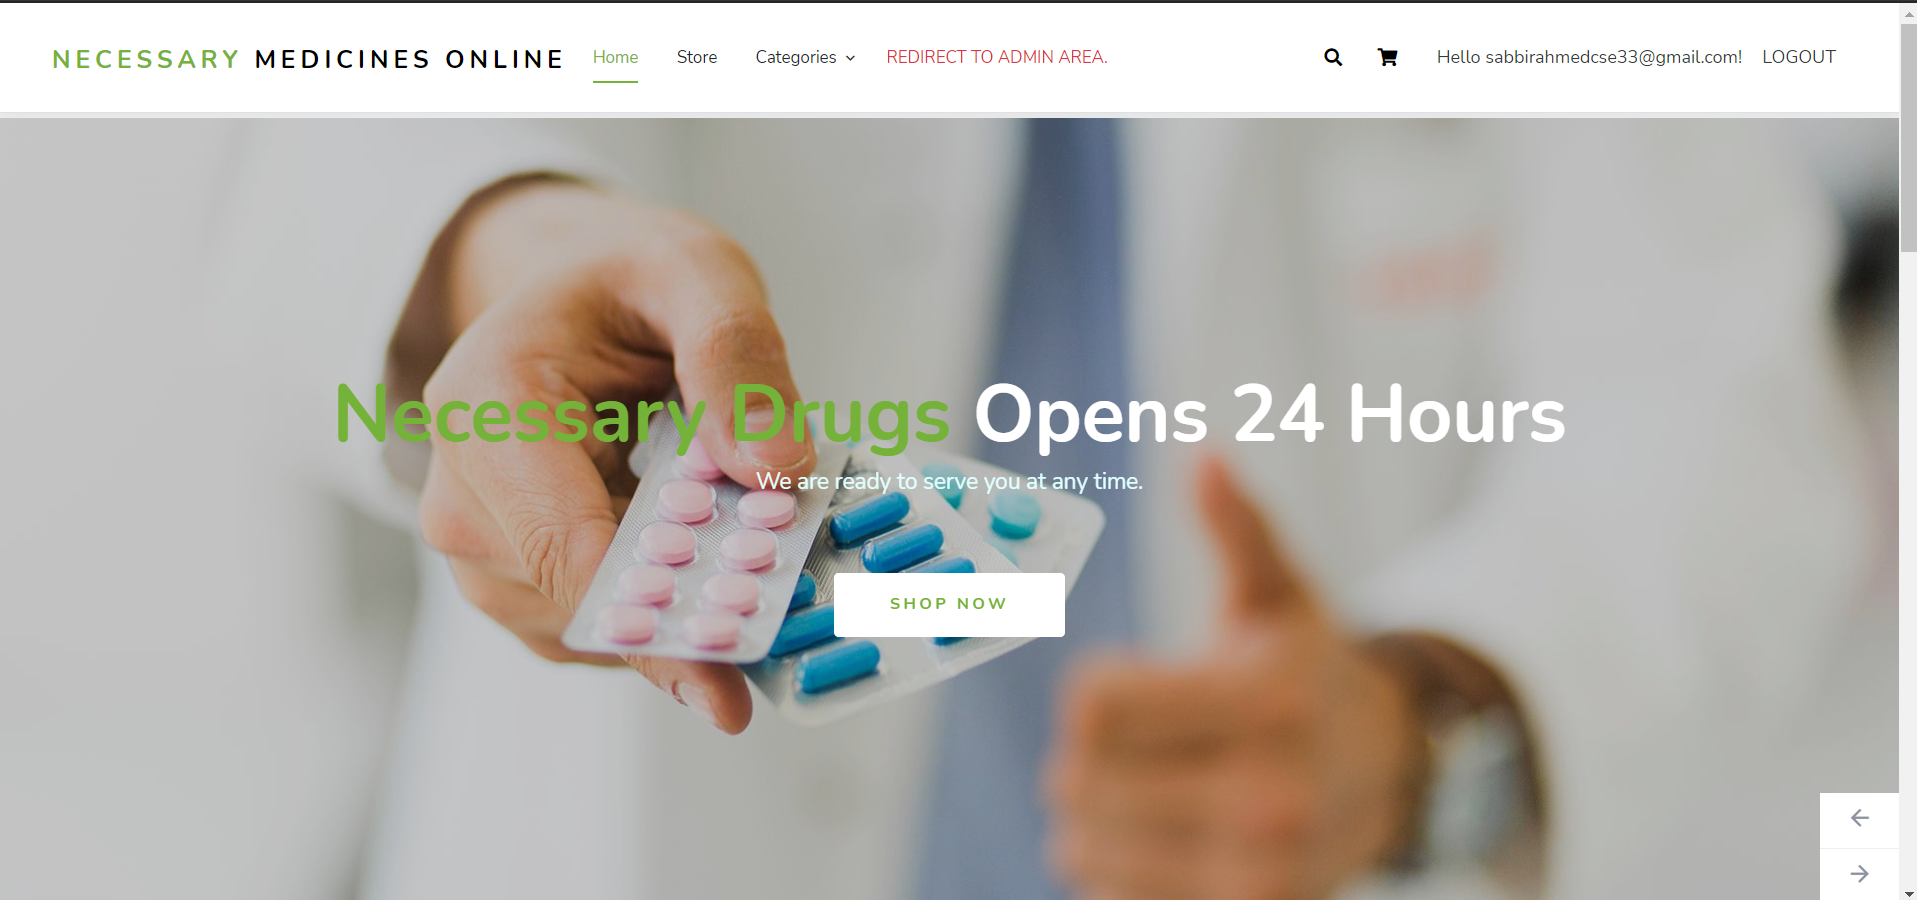 NECESSARY MEDICINES ONLINE
Home
Store
Categories
REDIRECT TO ADMIN AREA.
Hello sabbirahmedcse33@gmail.com!
LOGOUT
Necessary Drugs Opens 24 Hours
We are ready to serve you at any time.
SHOP NOW